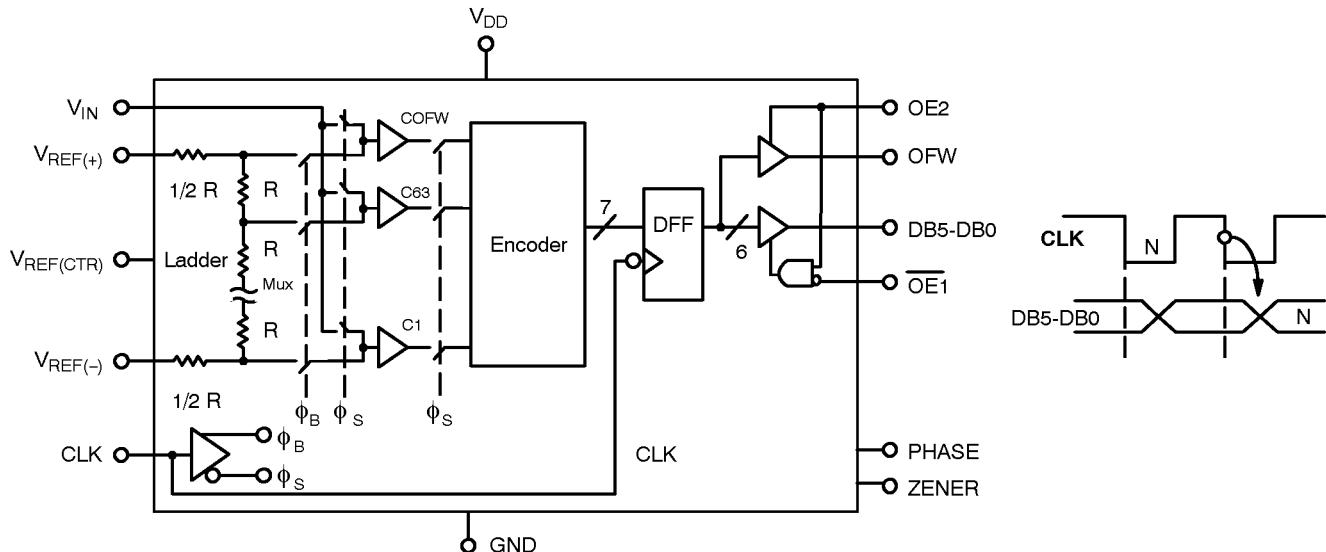 V_DD
V_IN
V_REF(+)
1/2 R
R
V_REF(CTR)
Ladder
R
Mux
R
V_REF(–)
1/2 R
COFW
C63
C1
ϕ_B
ϕ_S
ϕ_S
Encoder
7
DFF
6
OE2
OFW
DB5-DB0
OE1
CLK
ϕ_B
ϕ_S
CLK
PHASE
ZENER
GND
CLK
N
DB5-DB0
N